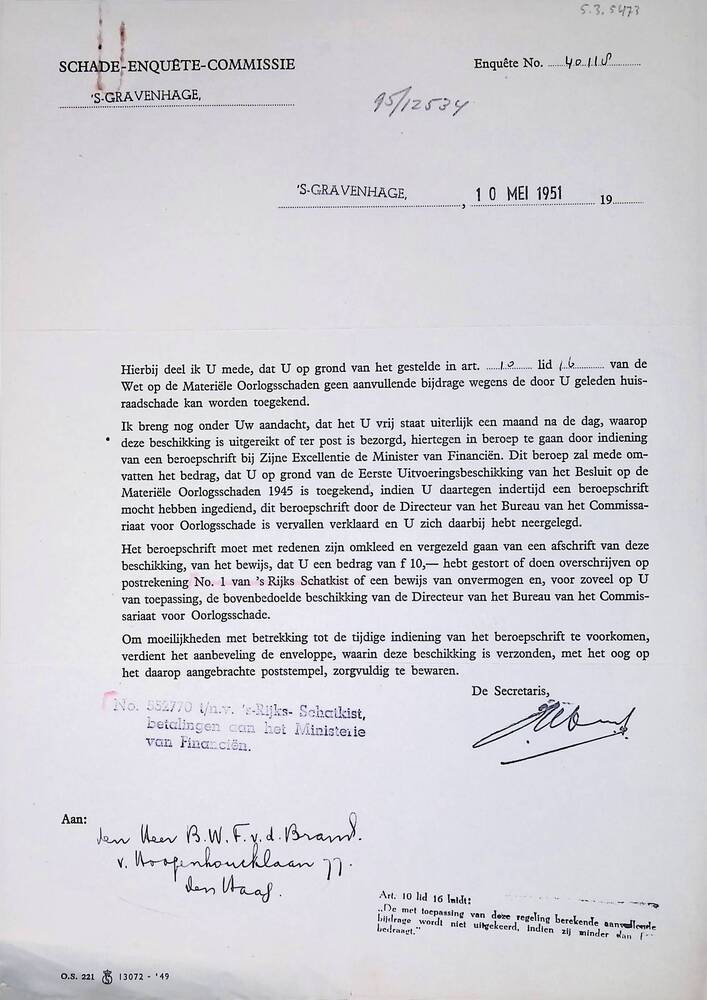 5.3.5473
SCHADE-ENQUÊTE-COMMISSIE
Enquête No. 40118
'S-GRAVENHAGE,
95/12534
'S-GRAVENHAGE, 10 MEI 1951 19
Hierbij deel ik U mede, dat U op grond van het gestelde in art. 10 lid 16 van de
Wet op de Materiële Oorlogsschaden geen aanvullende bijdrage wegens de door U geleden huis-
raadschade kan worden toegekend.
Ik breng nog onder Uw aandacht, dat het U vrij staat uiterlijk een maand na de dag, waarop
deze beschikking is uitgereikt of ter post is bezorgd, hiertegen in beroep te gaan door indiening
van een beroepschrift bij Zijne Excellentie de Minister van Financiën. Dit beroep zal mede om-
vatten het bedrag, dat U op grond van de Eerste Uitvoeringsbeschikking van het Besluit op de
Materiële Oorlogsschaden 1945 is toegekend, indien U daartegen indertijd een beroepschrift
mocht hebben ingediend, dit beroepschrift door de Directeur van het Bureau van het Commissa-
riaat voor Oorlogsschade is vervallen verklaard en U zich daarbij hebt neergelegd.
Het beroepschrift moet met redenen zijn omkleed en vergezeld gaan van een afschrift van deze
beschikking, van het bewijs, dat U een bedrag van f 10,— hebt gestort of doen overschrijven op
postrekening No. 1 van 's Rijks Schatkist of een bewijs van onvermogen en, voor zoveel op U
van toepassing, de bovenbedoelde beschikking van de Directeur van het Bureau van het Commis-
sariaat voor Oorlogsschade.
Om moeilijkheden met betrekking tot de tijdige indiening van het beroepschrift te voorkomen,
verdient het aanbeveling de enveloppe, waarin deze beschikking is verzonden, met het oog op
het daarop aangebrachte poststempel, zorgvuldig te bewaren.
De Secretaris,
No. 552770 t/n.v. 's-Rijks- Schatkist,
betalingen aan het Ministerie
van Financiën.
Aan:
den Heer B.W.F. v. d. Brand.
v. Hoogenhoucklaan 77.
den Haag.
Art. 10 lid 16 luidt:
„De met toepassing van deze regeling berekende aanvullende
bijdrage wordt niet uitgekeerd, indien zij minder dan f
bedraagt."
O.S. 221 13072 - '49